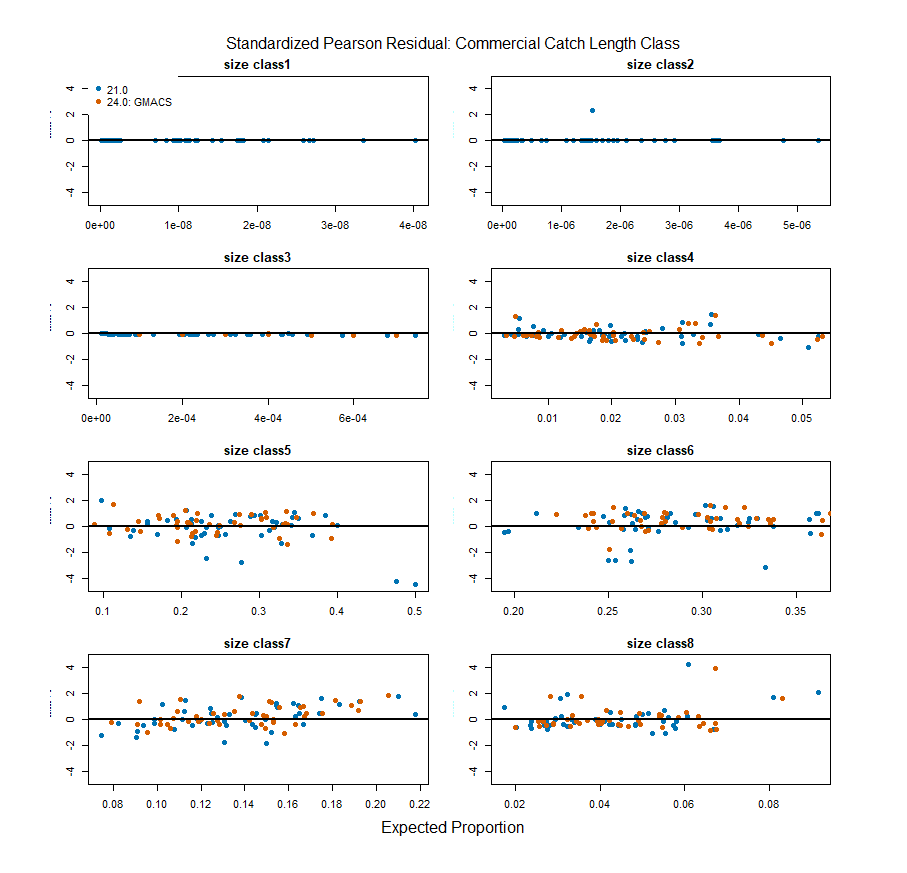 Standardized Pearson Residual: Commercial Catch Length Class
size class1
size class2
4
2
0
-2
-4
21.0
24.0: GMACS
4
2
0
-2
-4
0e+00 1e-08 2e-08 3e-08 4e-08
0e+00 1e-06 2e-06 3e-06 4e-06 5e-06
size class3
size class4
4
2
0
-2
-4
4
2
0
-2
-4
0e+00 2e-04 4e-04 6e-04
0.01 0.02 0.03 0.04 0.05
size class5
size class6
4
2
0
-2
-4
4
2
0
-2
-4
0.1 0.2 0.3 0.4 0.5
0.20 0.25 0.30 0.35
size class7
size class8
4
2
0
-2
-4
4
2
0
-2
-4
0.08 0.10 0.12 0.14 0.16 0.18 0.20 0.22
0.02 0.04 0.06 0.08
Expected Proportion